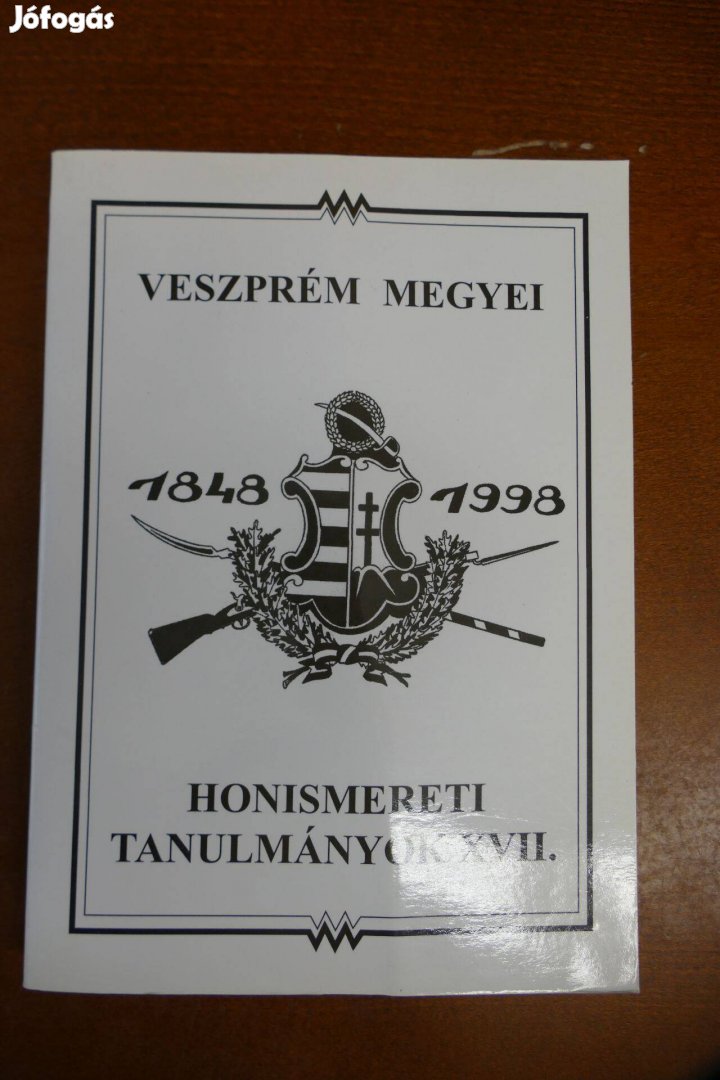 Jófogás
VESZPRÉM MEGYEI
1848 1998
HONISMERETI
TANULMÁNYOK XVII.